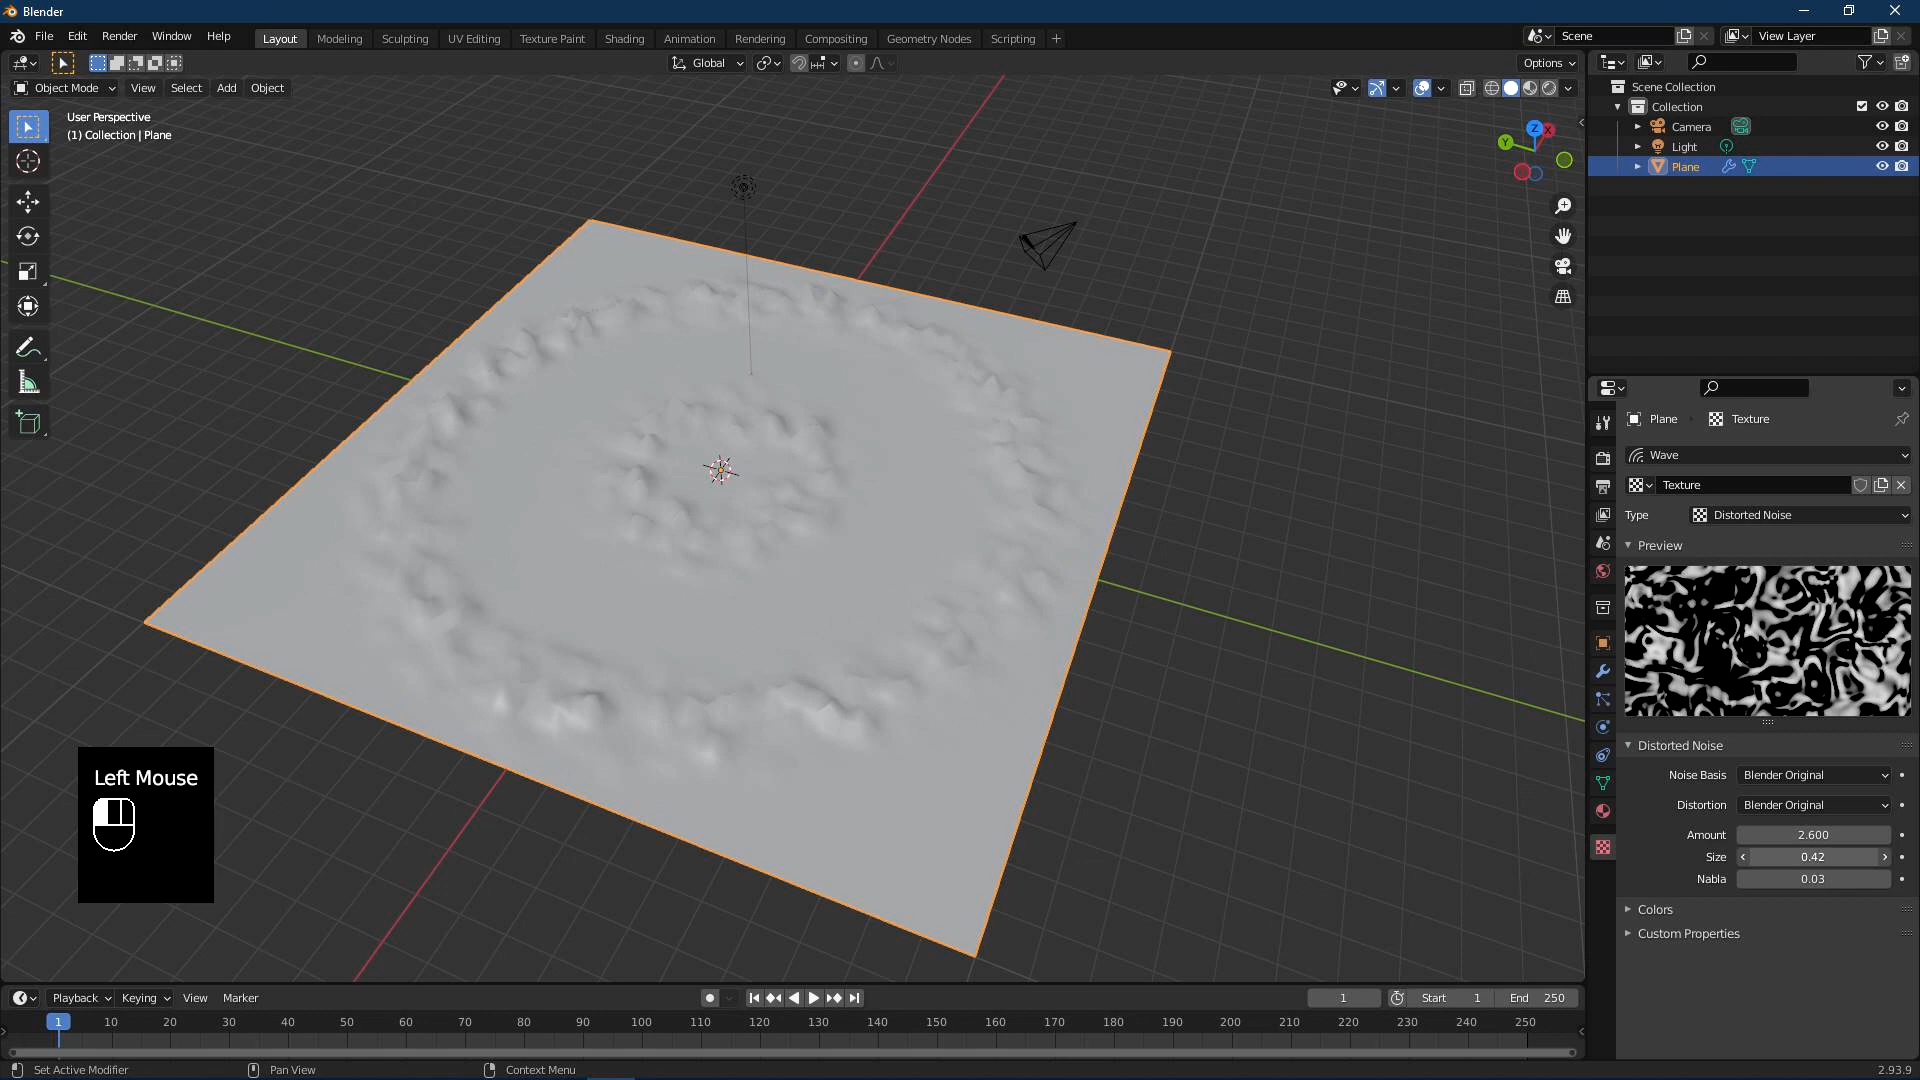 Blender
File Edit Render Window Help
Layout Modeling Sculpting UV Editing Texture Paint Shading Animation Rendering Compositing Geometry Nodes Scripting +
Scene View Layer
Global Options
Object Mode View Select Add Object
User Perspective
(1) Collection | Plane
Z X Y
Scene Collection
Collection
Camera
Light
Plane
Plane Texture
Wave
Texture
Type Distorted Noise
Preview
Distorted Noise
Noise Basis Blender Original
Distortion Blender Original
Amount 2.600
Size 0.42
Nabla 0.03
Colors
Custom Properties
Left Mouse
Playback Keying View Marker
1 Start 1 End 250
1 10 20 30 40 50 60 70 80 90 100 110 120 130 140 150 160 170 180 190 200 210 220 230 240 250
Set Active Modifier Pan View Context Menu 2.93.9